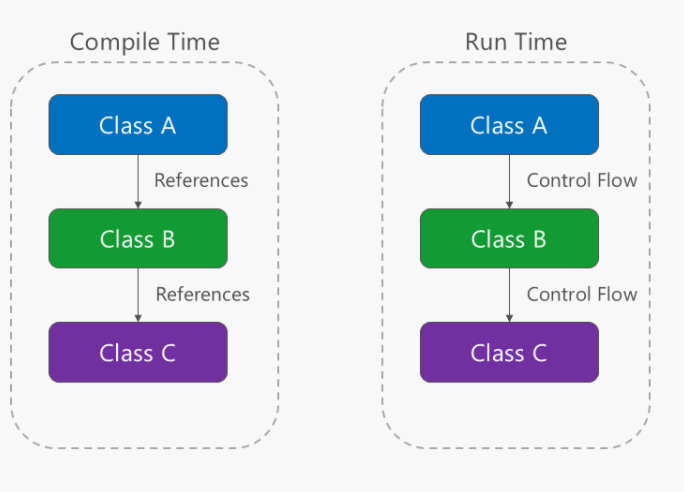 Compile Time
Class A
References
Class B
References
Class C
Run Time
Class A
Control Flow
Class B
Control Flow
Class C